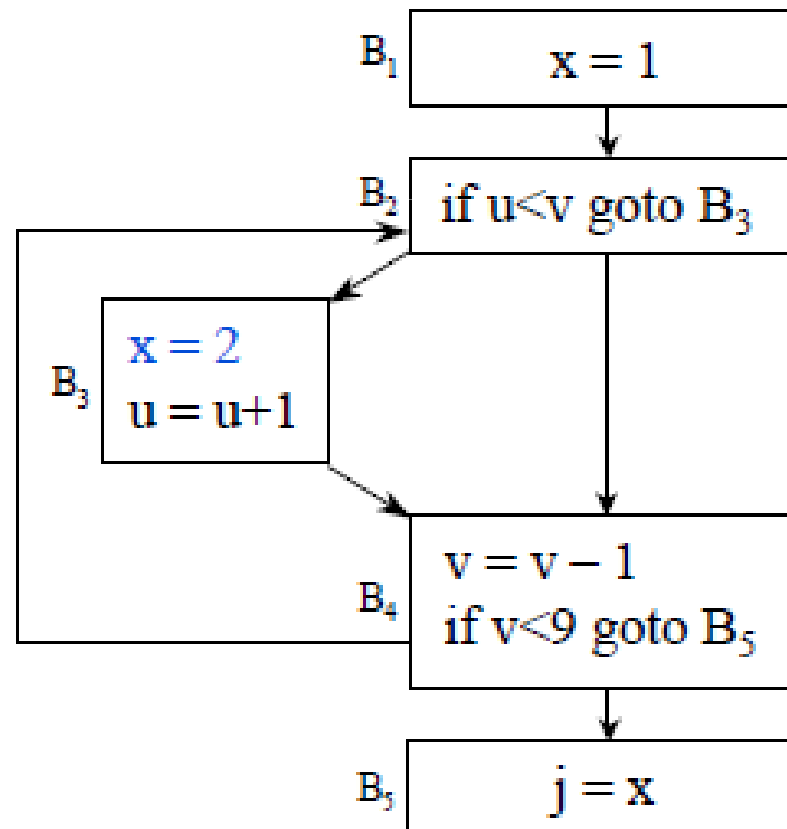 B₁
x = 1
B₂
if u<v goto B₃
B₃
x = 2
u = u+1
B₄
v = v – 1
if v<9 goto B₅
B₅
j = x